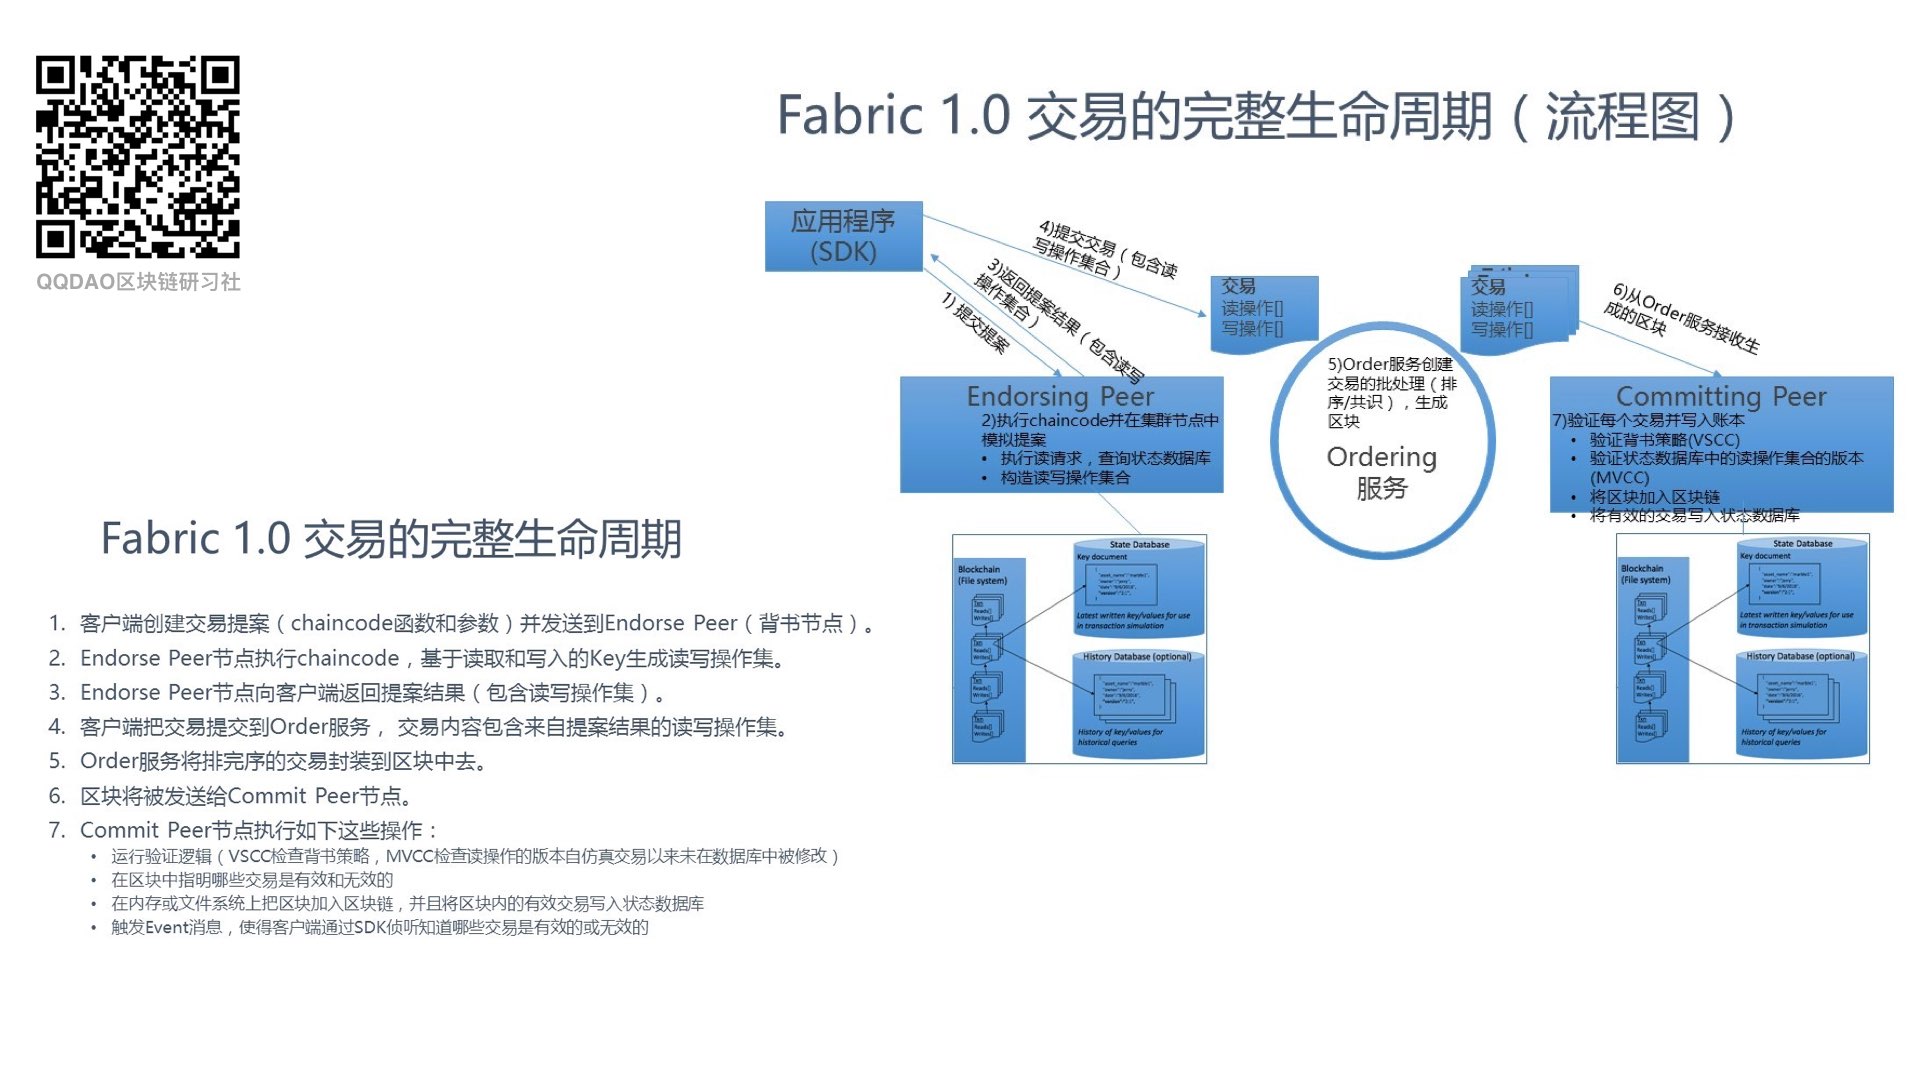 QQDAO区块链研习社
Fabric 1.0 交易的完整生命周期（流程图）
应用程序
(SDK)
4)提交交易（包含读
写操作集合）
3)返回提案结果（包含读写
操作集合）
1) 提交提案
交易
读操作[]
写操作[]
交易
读操作[]
写操作[]
6)从Order服务接收生
成的区块
5)Order服务创建
交易的批处理（排
序/共识），生成
区块
Ordering
服务
Endorsing Peer
2)执行chaincode并在集群节点中
模拟提案
• 执行读请求，查询状态数据库
• 构造读写操作集合
Committing Peer
7)验证每个交易并写入账本
• 验证背书策略(VSCC)
• 验证状态数据库中的读操作集合的版本
(MVCC)
• 将区块加入区块链
• 将有效的交易写入状态数据库
Blockchain
(File system)
Txn
Reads[]
Writes[]
Txn
Reads[]
Writes[]
Txn
Reads[]
Writes[]
Txn
Reads[]
Writes[]
State Database
Key document
Latest written key/values for use
in transaction simulation
History Database (optional)
History of key/values for
historical queries
Blockchain
(File system)
Txn
Reads[]
Writes[]
Txn
Reads[]
Writes[]
Txn
Reads[]
Writes[]
Txn
Reads[]
Writes[]
State Database
Key document
Latest written key/values for use
in transaction simulation
History Database (optional)
History of key/values for
historical queries
Fabric 1.0 交易的完整生命周期
1. 客户端创建交易提案（chaincode函数和参数）并发送到Endorse Peer（背书节点）。
2. Endorse Peer节点执行chaincode，基于读取和写入的Key生成读写操作集。
3. Endorse Peer节点向客户端返回提案结果（包含读写操作集）。
4. 客户端把交易提交到Order服务， 交易内容包含来自提案结果的读写操作集。
5. Order服务将排完序的交易封装到区块中去。
6. 区块将被发送给Commit Peer节点。
7. Commit Peer节点执行如下这些操作：
• 运行验证逻辑（VSCC检查背书策略，MVCC检查读操作的版本自仿真交易以来未在数据库中被修改）
• 在区块中指明哪些交易是有效和无效的
• 在内存或文件系统上把区块加入区块链，并且将区块内的有效交易写入状态数据库
• 触发Event消息，使得客户端通过SDK侦听知道哪些交易是有效的或无效的